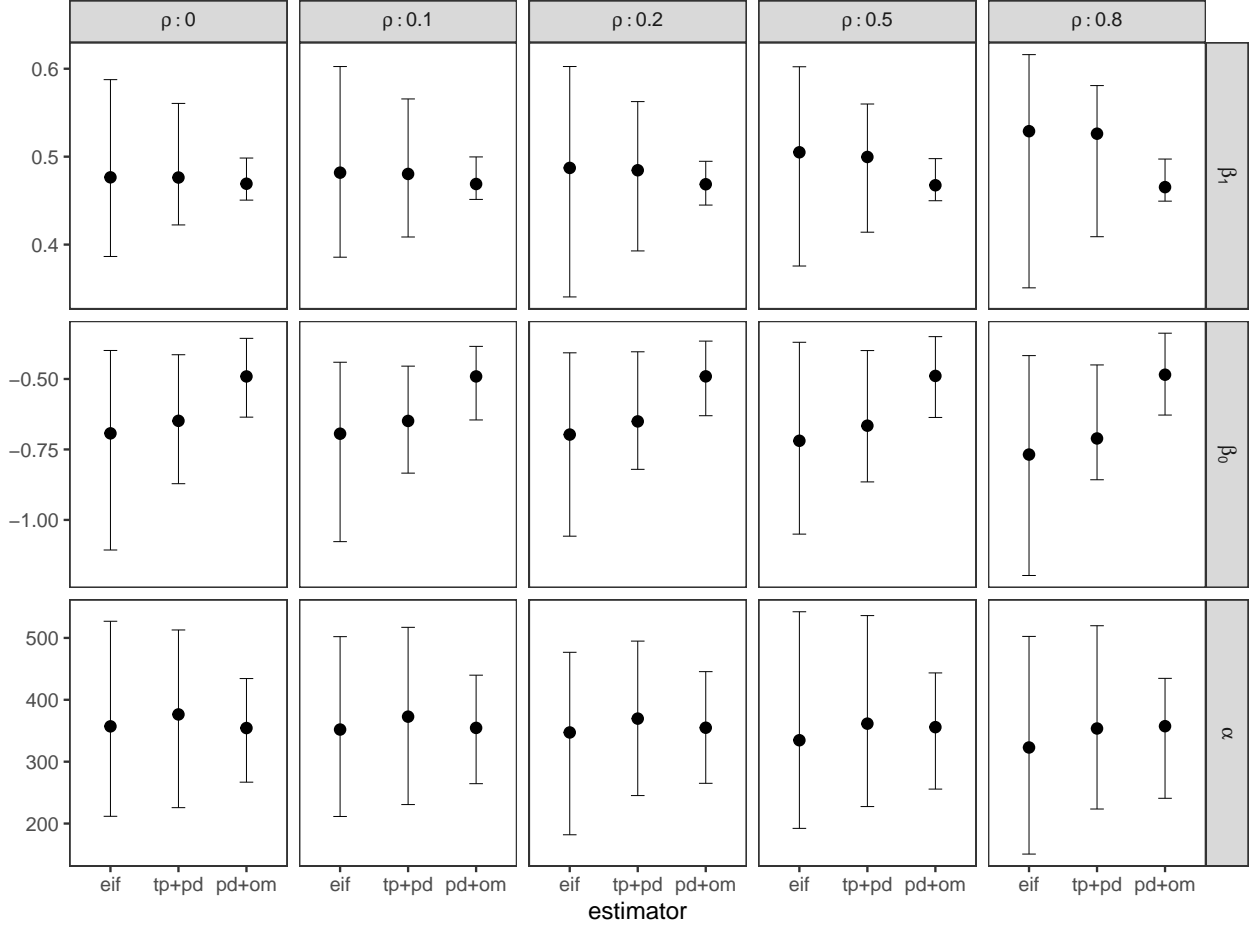 ρ : 0 ρ : 0.1 ρ : 0.2 ρ : 0.5 ρ : 0.8
0.6
0.5
0.4
β₁
−0.50
−0.75
−1.00
β₀
500
400
300
200
α
eif tp+pd pd+om eif tp+pd pd+om eif tp+pd pd+om eif tp+pd pd+om eif tp+pd pd+om
estimator